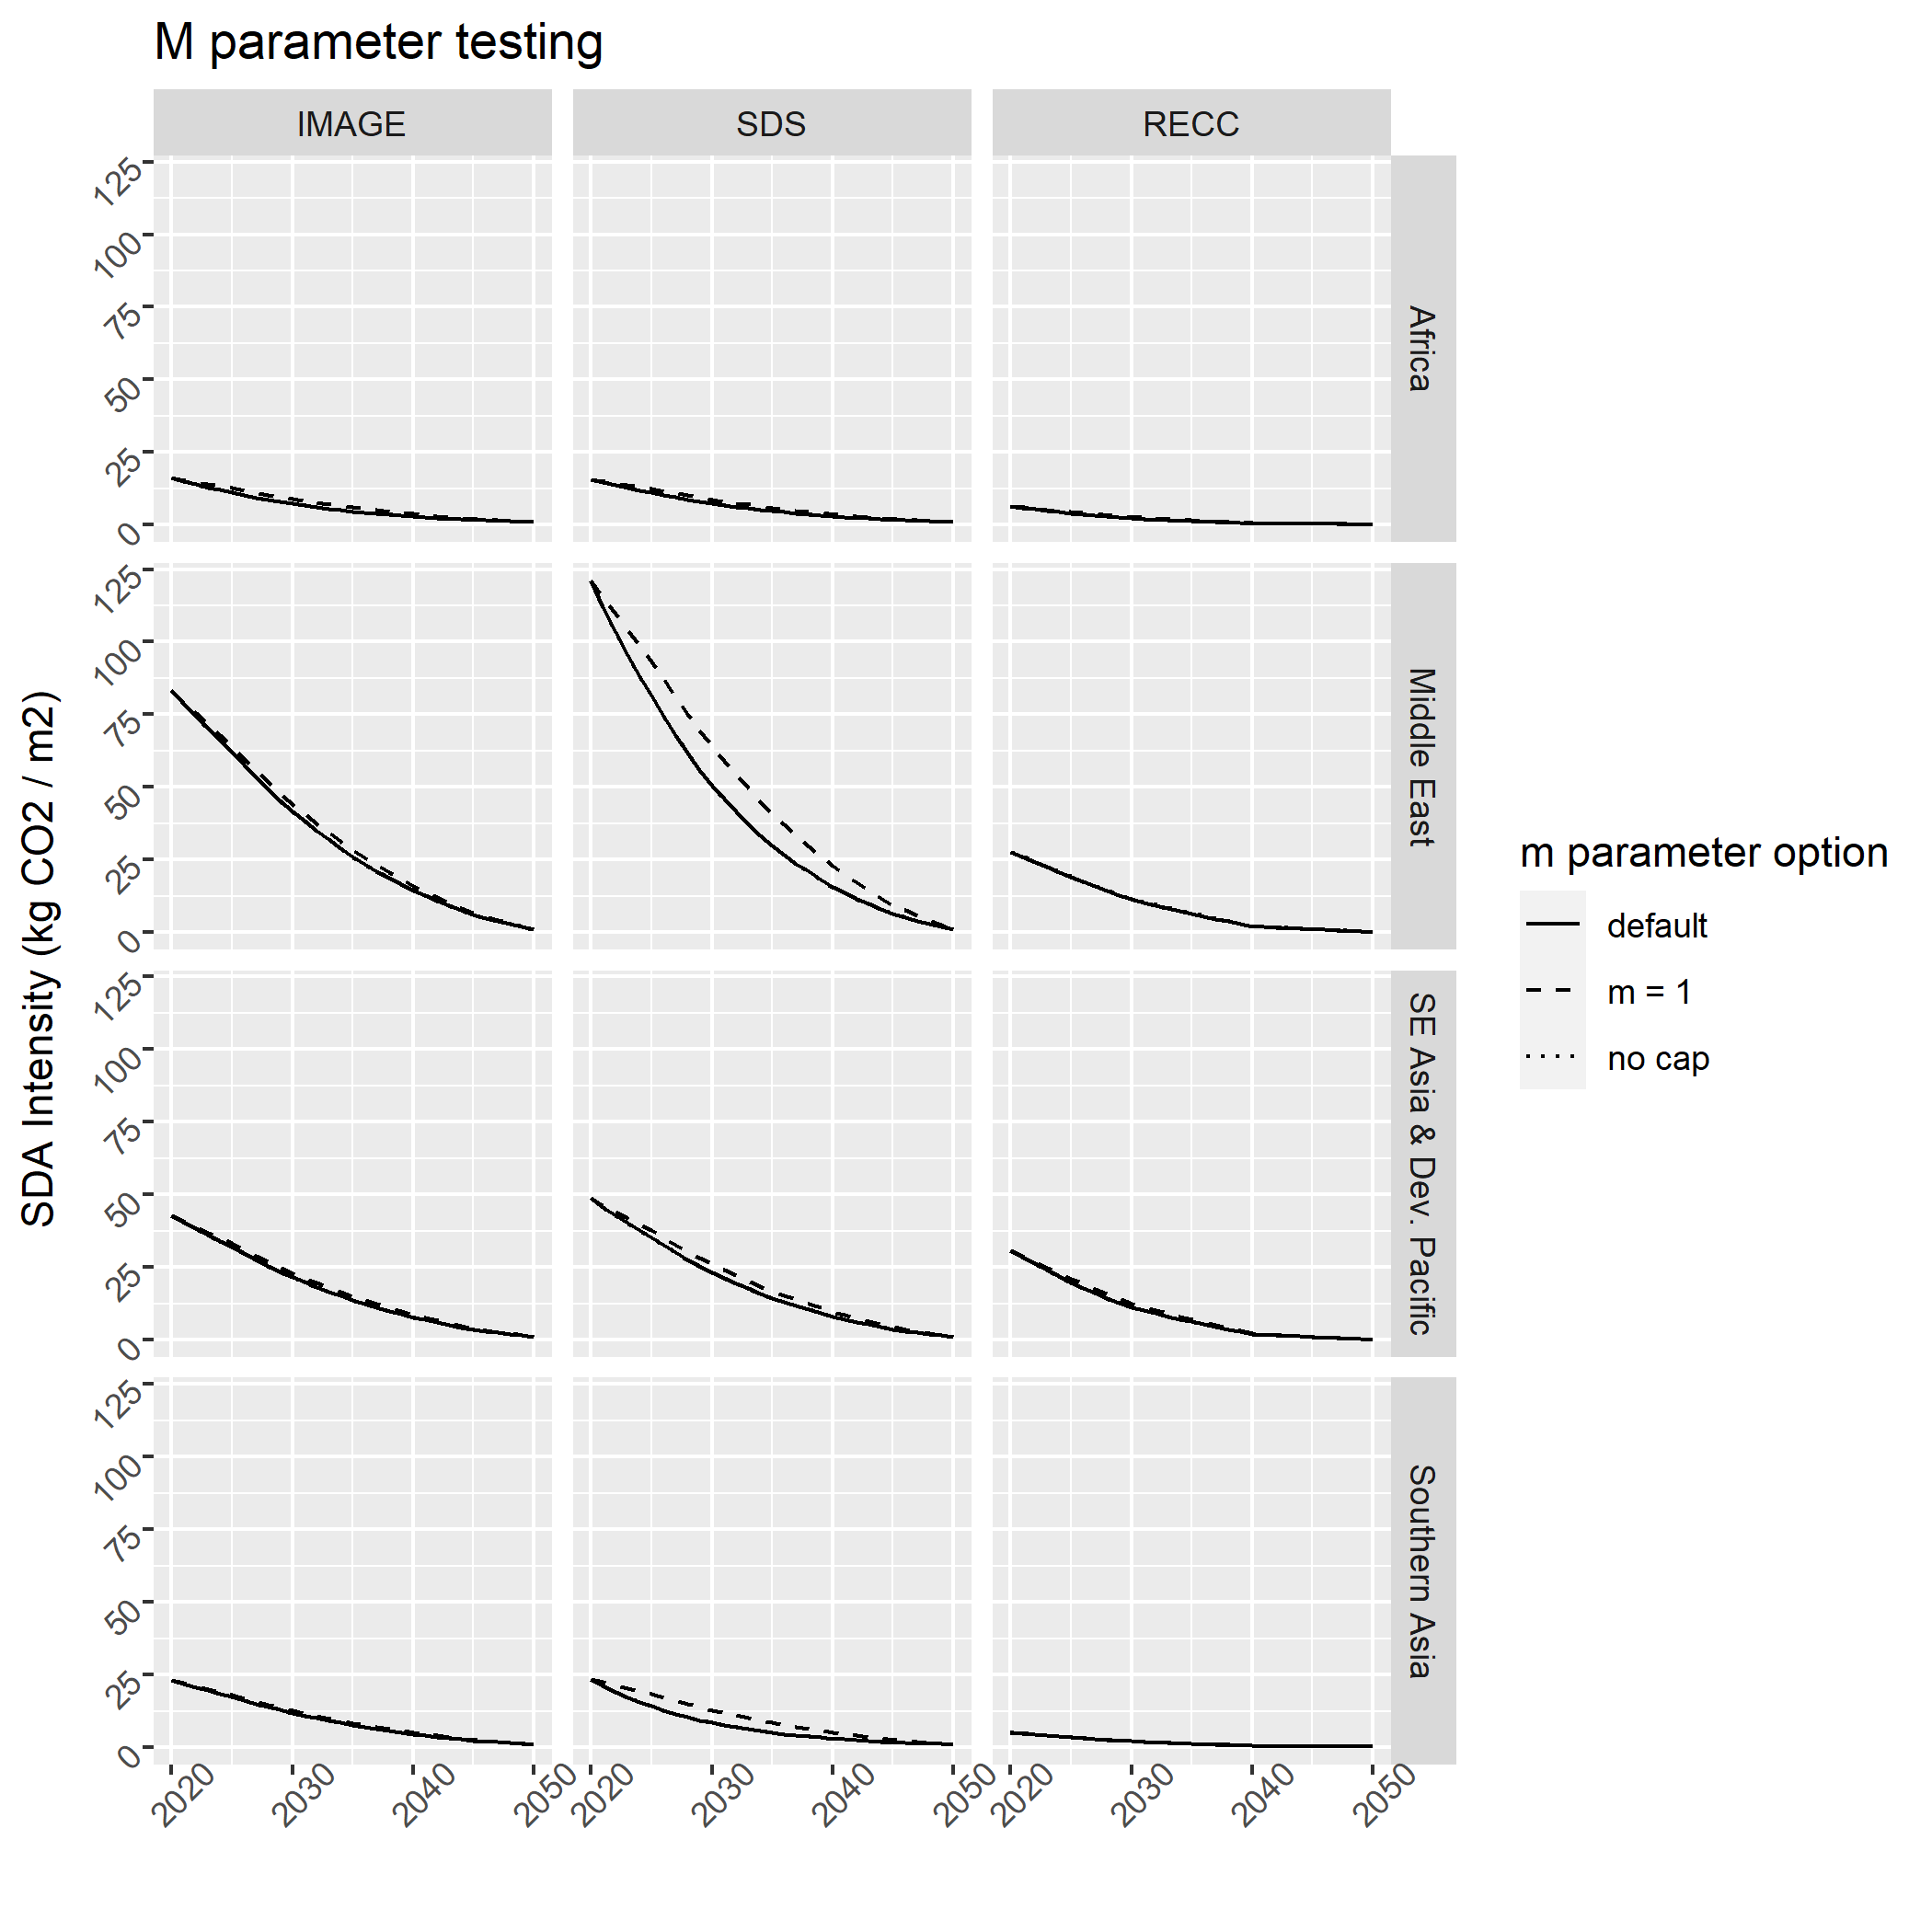 M parameter testing
IMAGE
SDS
RECC
125
100
75
50
25
0
Africa
125
100
75
50
25
0
Middle East
125
100
75
50
25
0
SE Asia & Dev. Pacific
125
100
75
50
25
0
Southern Asia
2020
2030
2040
2050
2020
2030
2040
2050
2020
2030
2040
2050
SDA Intensity (kg CO2 / m2)
m parameter option
default
m = 1
no cap